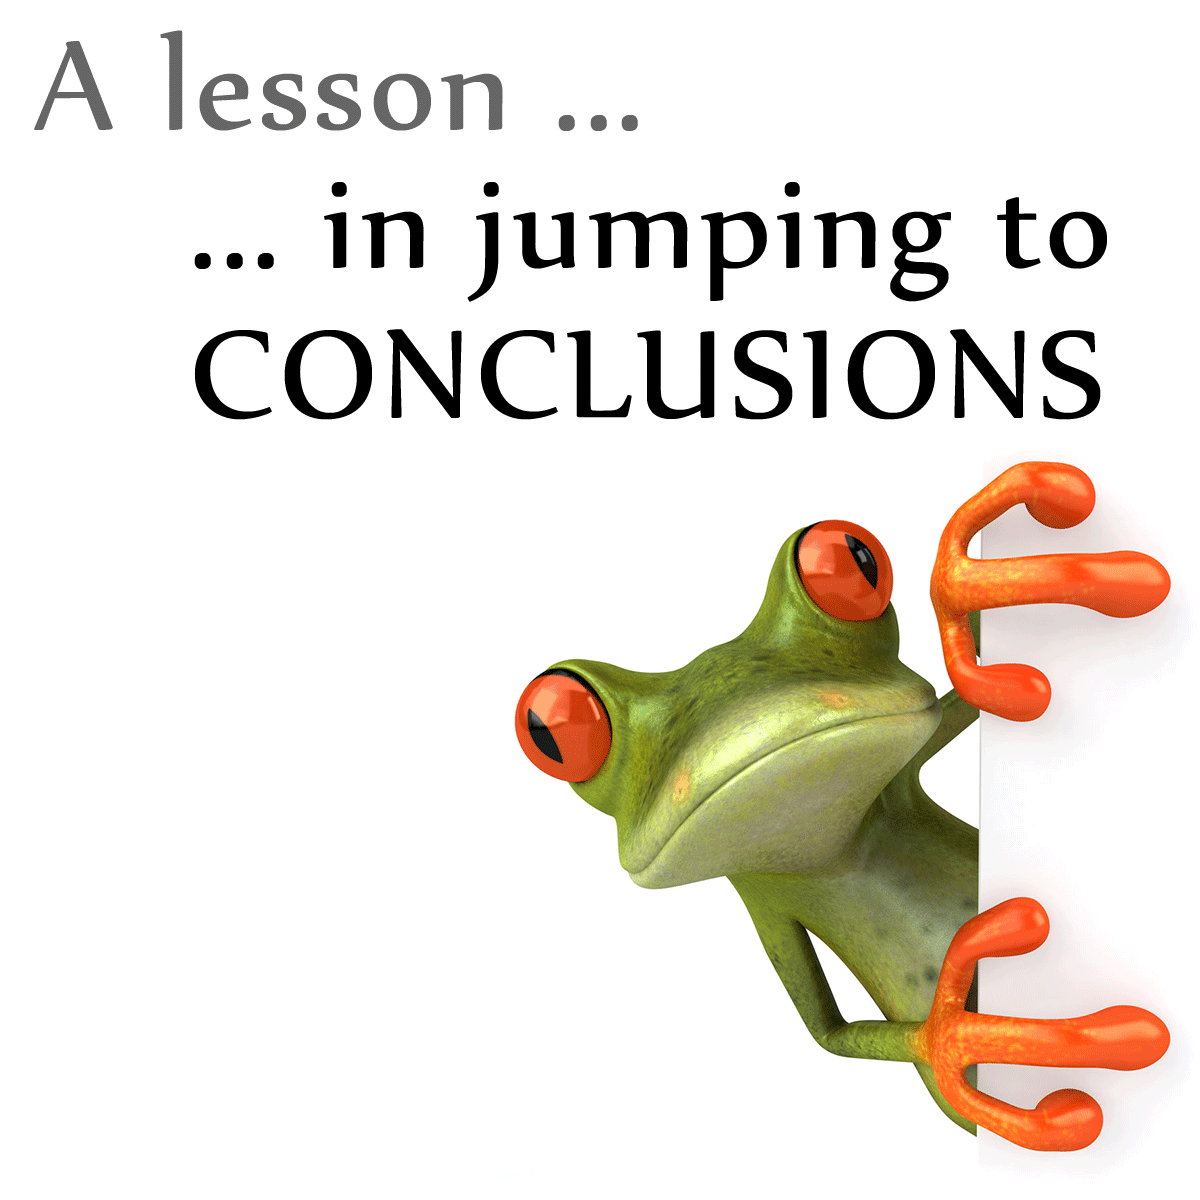 A lesson ...
... in jumping to
CONCLUSIONS